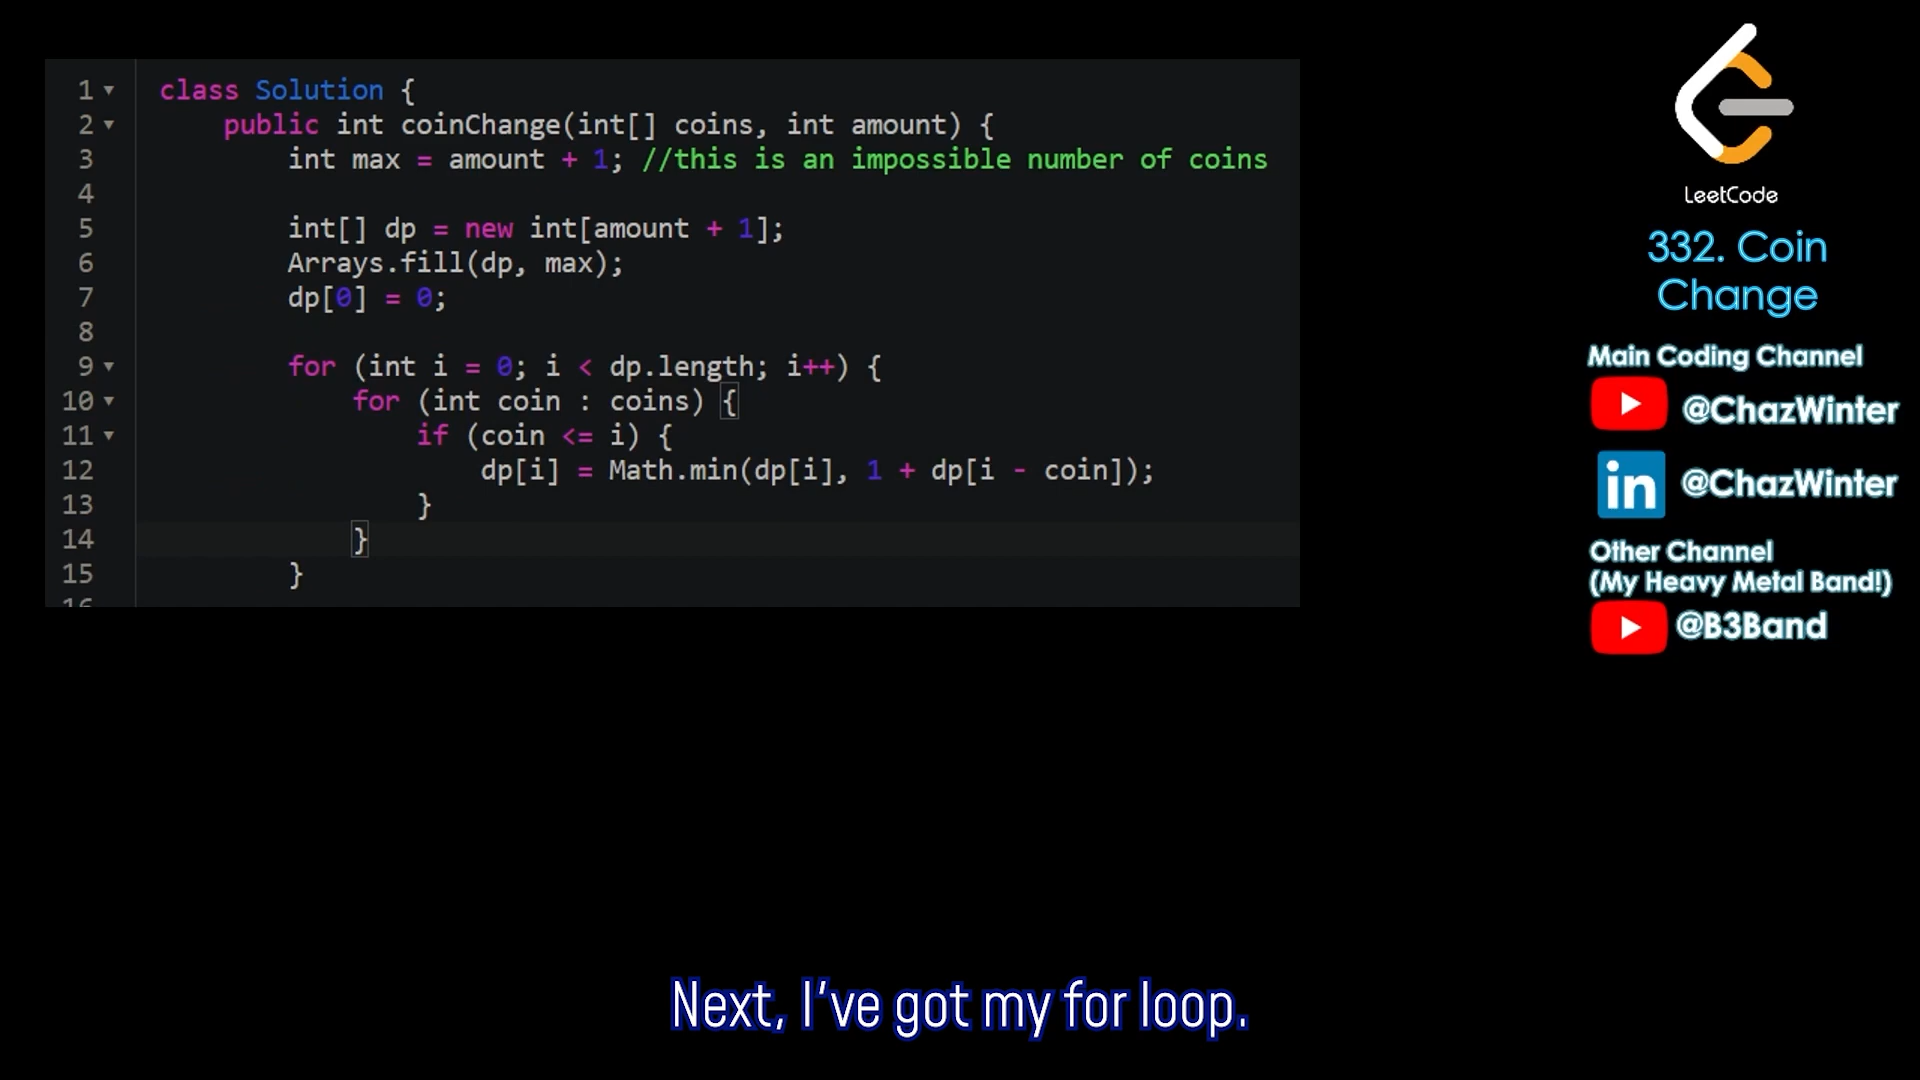 1 class Solution {
2 public int coinChange(int[] coins, int amount) {
3 int max = amount + 1; //this is an impossible number of coins
4
5 int[] dp = new int[amount + 1];
6 Arrays.fill(dp, max);
7 dp[0] = 0;
8
9 for (int i = 0; i < dp.length; i++) {
10 for (int coin : coins) {
11 if (coin <= i) {
12 dp[i] = Math.min(dp[i], 1 + dp[i - coin]);
13 }
14 }
15 }
16
LeetCode
332. Coin
Change
Main Coding Channel
@ChazWinter
in @ChazWinter
Other Channel
(My Heavy Metal Band!)
@B3Band
Next, I've got my for loop.